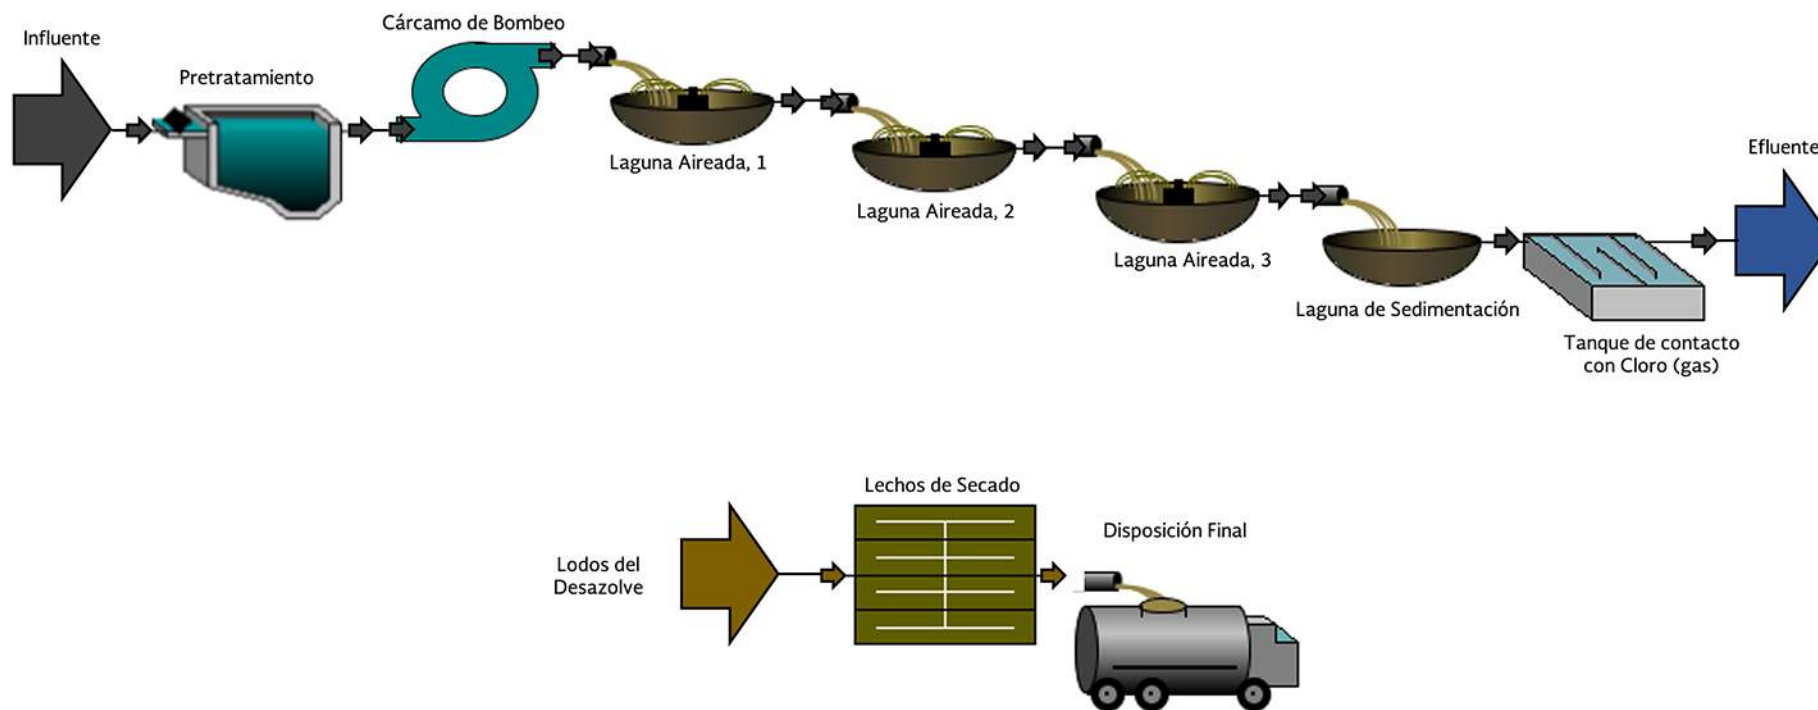 Influente
Pretratamiento
Cárcamo de Bombeo
Laguna Aireada, 1
Laguna Aireada, 2
Laguna Aireada, 3
Laguna de Sedimentación
Tanque de contacto
con Cloro (gas)
Efluente
Lodos del
Desazolve
Lechos de Secado
Disposición Final